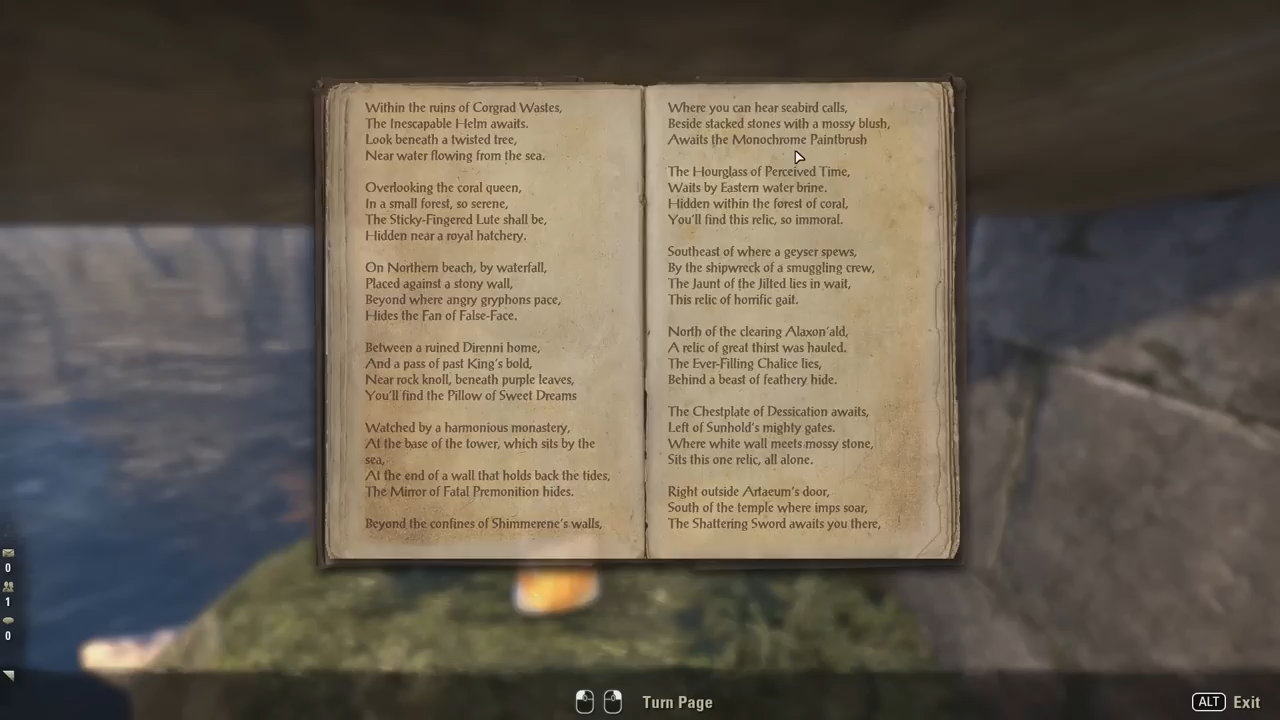 Within the ruins of Corgrad Wastes,
The Inescapable Helm awaits.
Look beneath a twisted tree,
Near water flowing from the sea.
Overlooking the coral queen,
In a small forest, so serene,
The Sticky-Fingered Lute shall be,
Hidden near a royal hatchery.
On Northern beach, by waterfall,
Placed against a stony wall,
Beyond where angry gryphons pace,
Hides the Fan of False-Face.
Between a ruined Direnni home,
And a pass of past King's bold,
Near rock knoll, beneath purple leaves,
You'll find the Pillow of Sweet Dreams
Watched by a harmonious monastery,
At the base of the tower, which sits by the
sea,
At the end of a wall that holds back the tides,
The Mirror of Fatal Premonition hides.
Beyond the confines of Shimmerene's walls,
Where you can hear seabird calls,
Beside stacked stones with a mossy blush,
Awaits the Monochrome Paintbrush
The Hourglass of Perceived Time,
Waits by Eastern water brine.
Hidden within the forest of coral,
You'll find this relic, so immoral.
Southeast of where a geyser spews,
By the shipwreck of a smuggling crew,
The Jaunt of the Jilted lies in wait,
This relic of horrific gait.
North of the clearing Alaxon'ald,
A relic of great thirst was hauled.
The Ever-Filling Chalice lies,
Behind a beast of feathery hide.
The Chestplate of Dessication awaits,
Left of Sunhold's mighty gates.
Where white wall meets mossy stone,
Sits this one relic, all alone.
Right outside Artaeum's door,
South of the temple where imps soar,
The Shattering Sword awaits you there,
0
1
0
Turn Page
ALT Exit